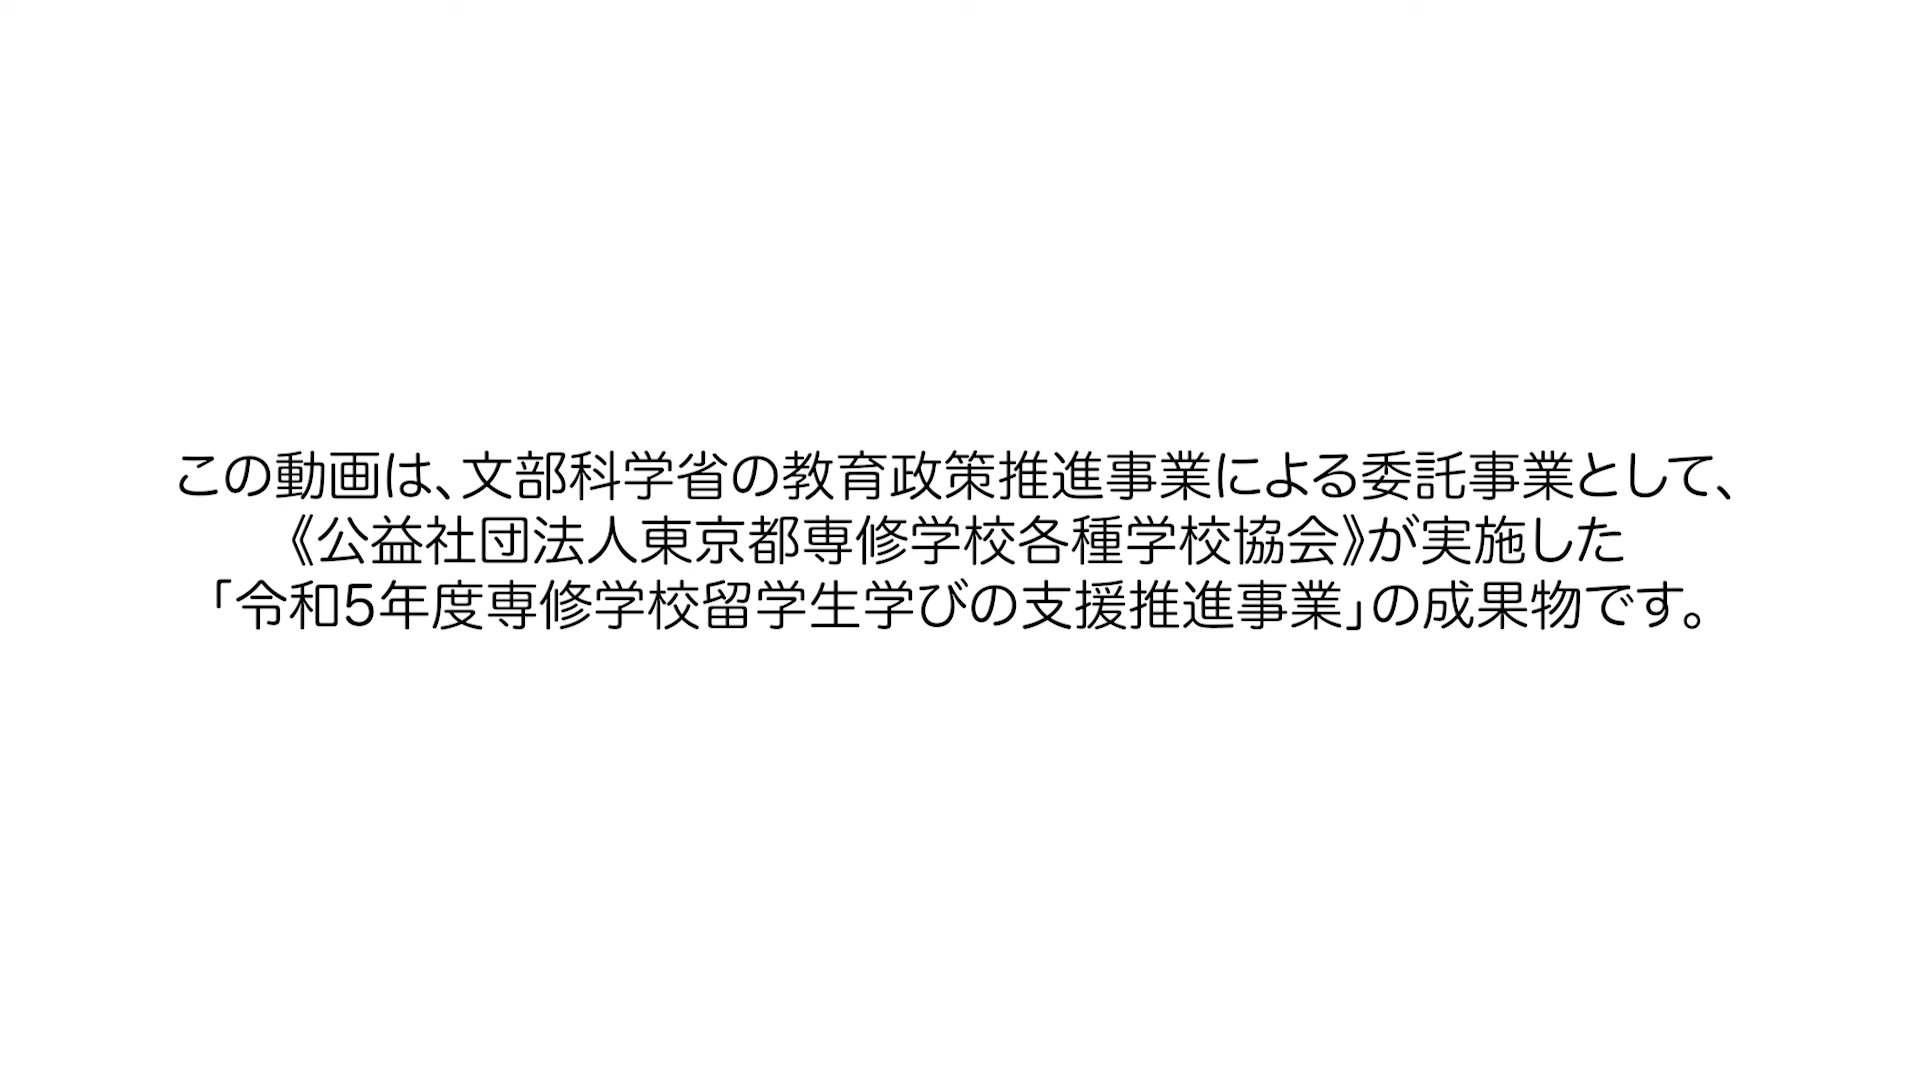 この動画は、文部科学省の教育政策推進事業による委託事業として、
《公益社団法人東京都専修学校各種学校協会》が実施した
「令和5年度専修学校留学生学びの支援推進事業」の成果物です。